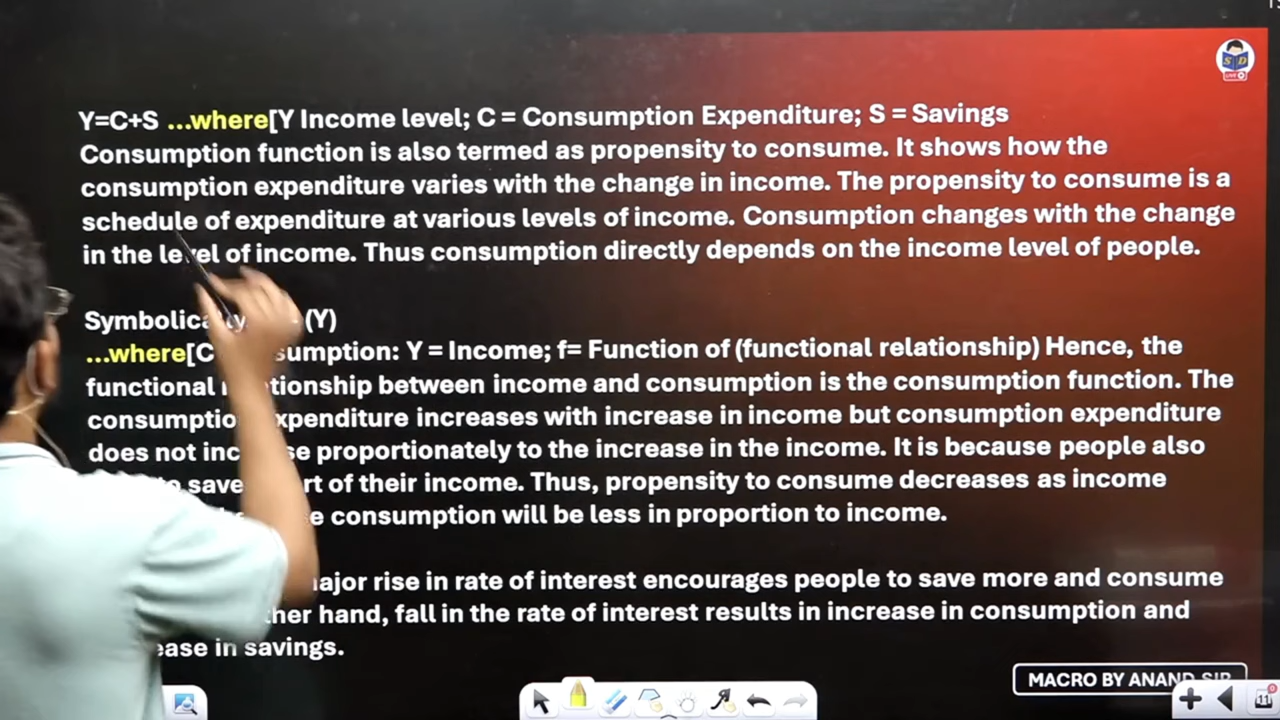 Y=C+S ...where[Y Income level; C = Consumption Expenditure; S = Savings
Consumption function is also termed as propensity to consume. It shows how the
consumption expenditure varies with the change in income. The propensity to consume is a
schedule of expenditure at various levels of income. Consumption changes with the change
in the level of income. Thus consumption directly depends on the income level of people.
(Y)
...where[C sumption: Y = Income; f= Function of (functional relationship) Hence, the
functional tionship between income and consumption is the consumption function. The
consumptio xpenditure increases with increase in income but consumption expenditure
does not inc se proportionately to the increase in the income. It is because people also
save rt of their income. Thus, propensity to consume decreases as income
e consumption will be less in proportion to income.
ajor rise in rate of interest encourages people to save more and consume
ther hand, fall in the rate of interest results in increase in consumption and
ease in savings.
S D
LIVE
MACRO BY ANAND SIR
11